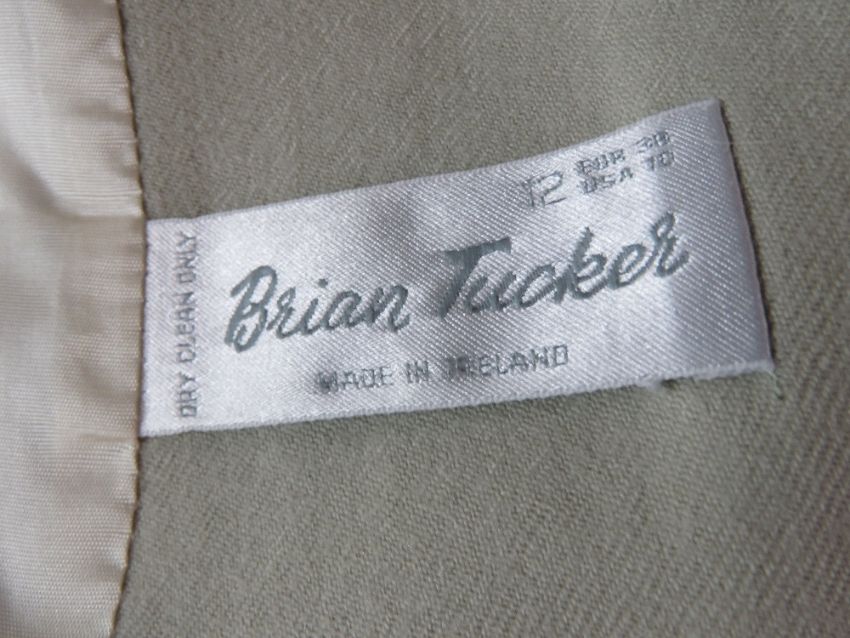 12 EUR 38
USA 10
Brian Tucker
MADE IN IRELAND
DRY CLEAN ONLY